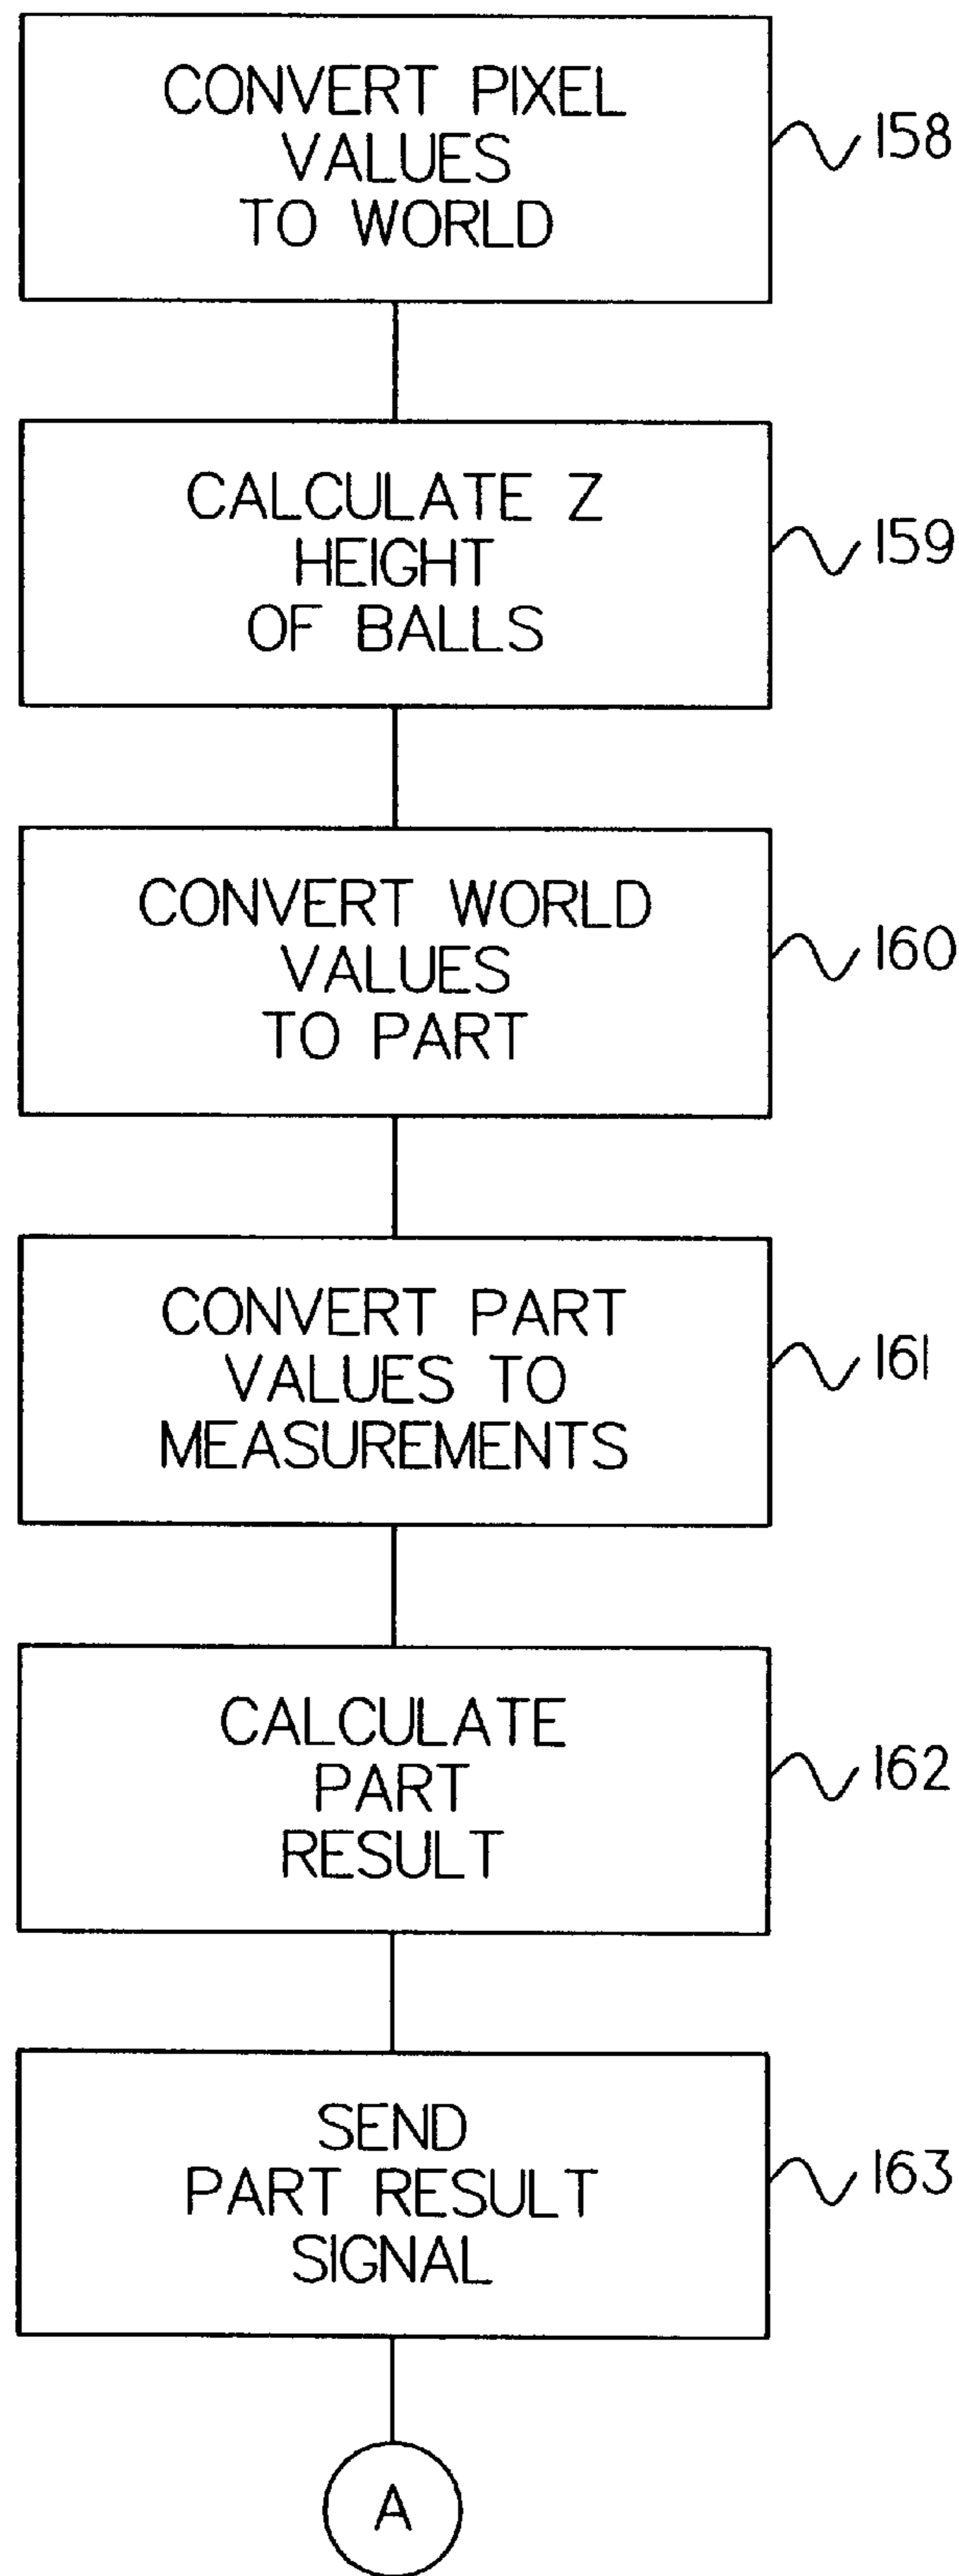 CONVERT PIXEL
VALUES
TO WORLD
158
CALCULATE Z
HEIGHT
OF BALLS
159
CONVERT WORLD
VALUES
TO PART
160
CONVERT PART
VALUES TO
MEASUREMENTS
161
CALCULATE
PART
RESULT
162
SEND
PART RESULT
SIGNAL
163
A